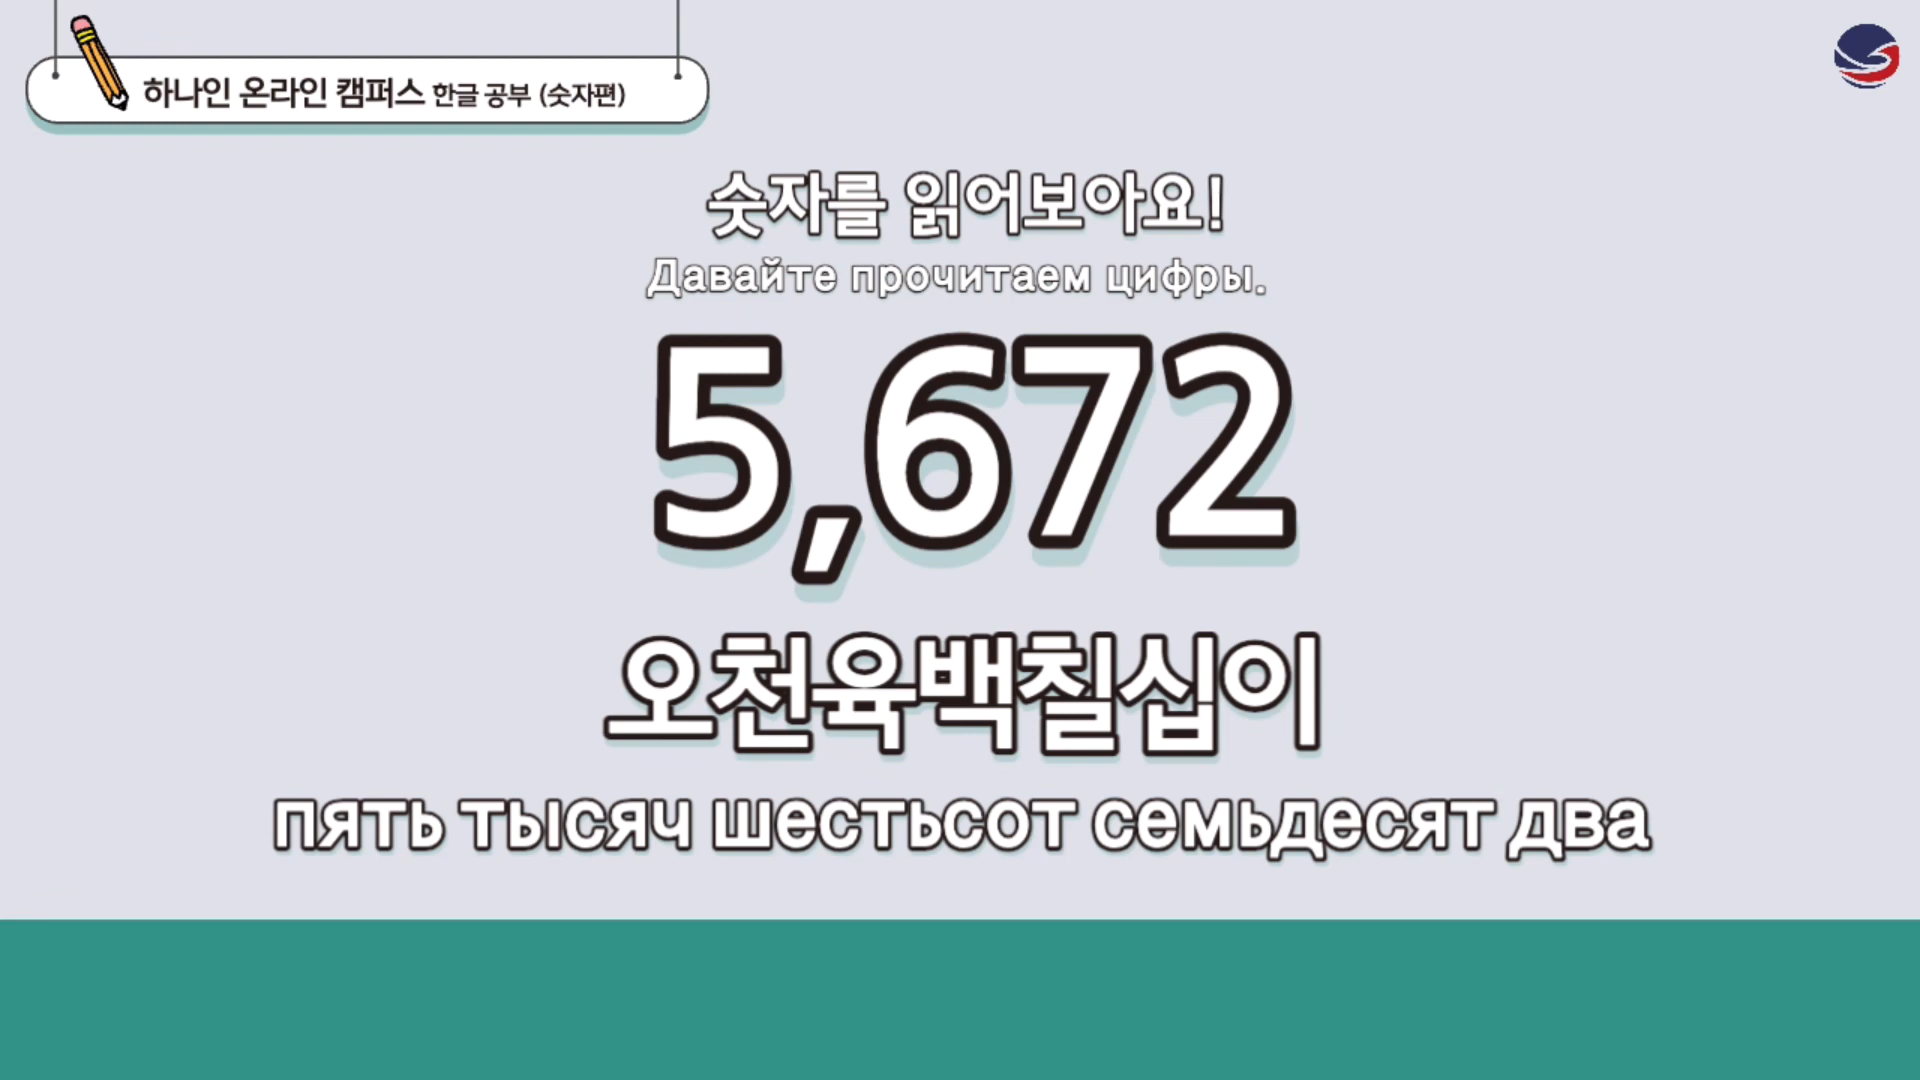 하나인 온라인 캠퍼스 한글 공부 (숫자편)
숫자를 읽어보아요!
Давайте прочитаем цифры.
5,672
오천육백칠십이
пять тысяч шестьсот семьдесят два